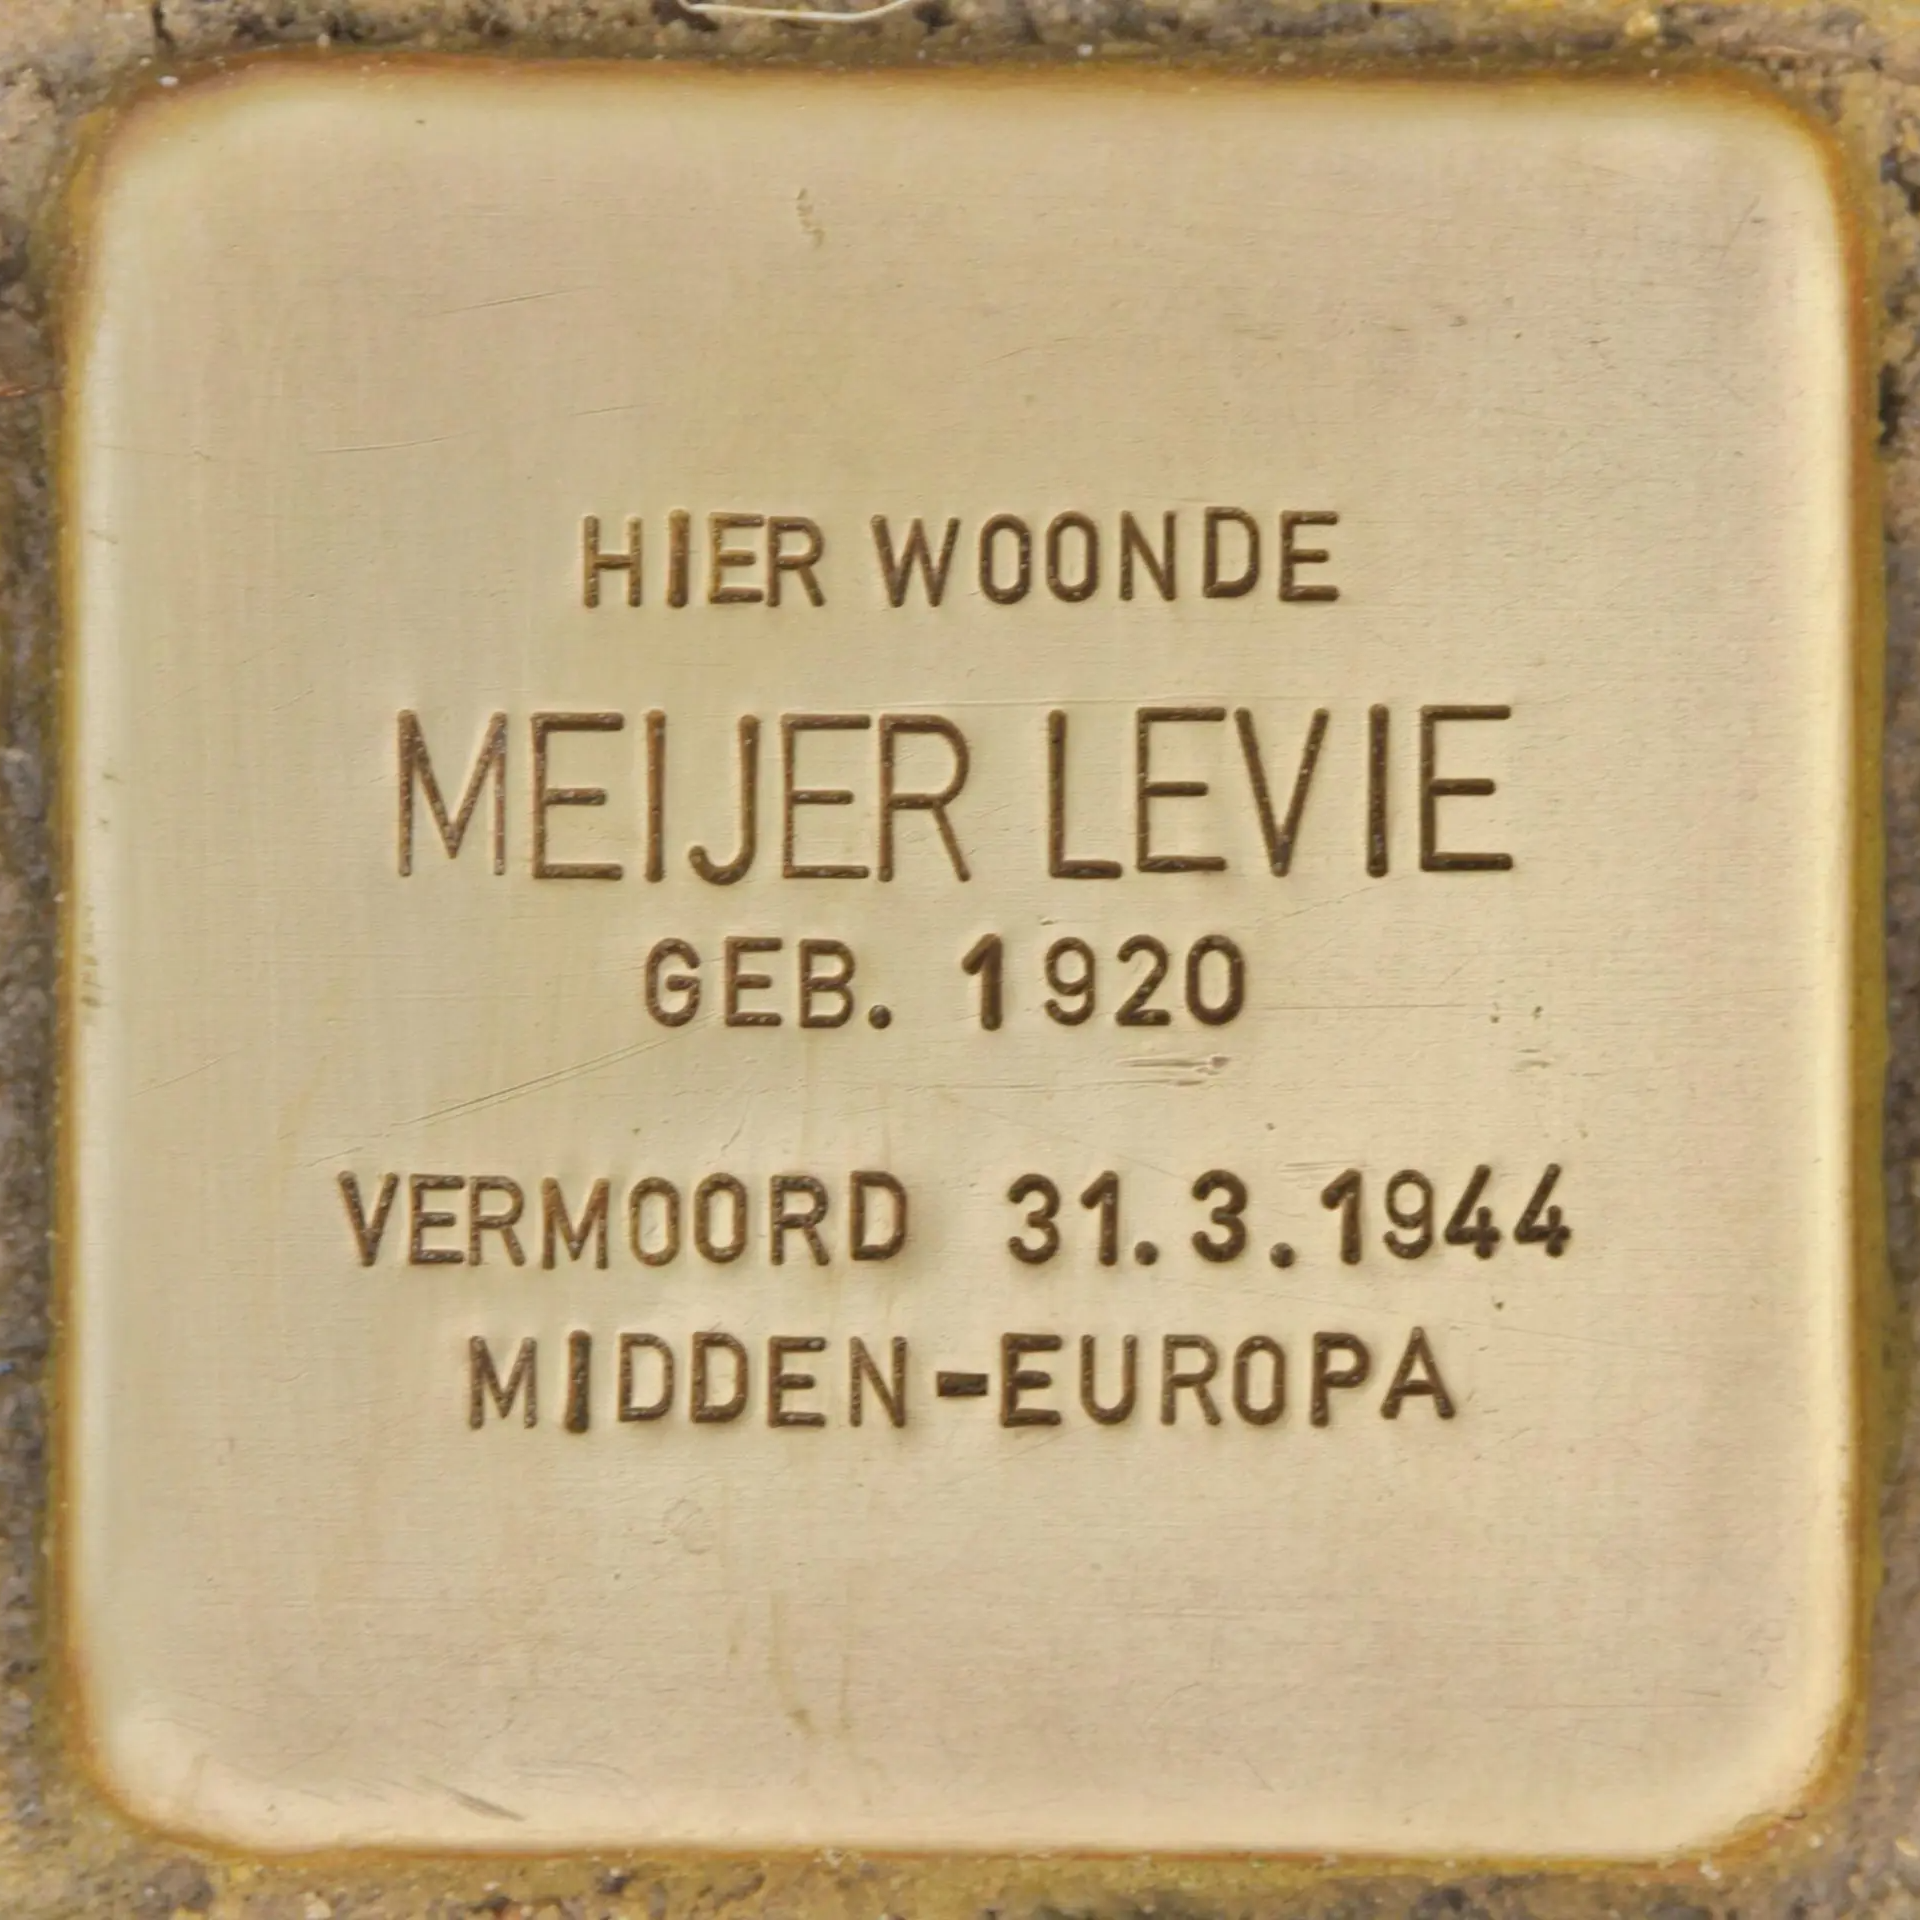 HIER WOONDE
MEIJER LEVIE
GEB. 1920
VERMOORD 31.3.1944
MIDDEN-EUROPA